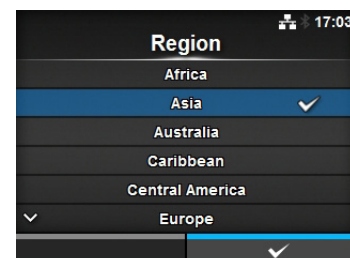 17:03
Region
Africa
Asia
Australia
Caribbean
Central America
Europe